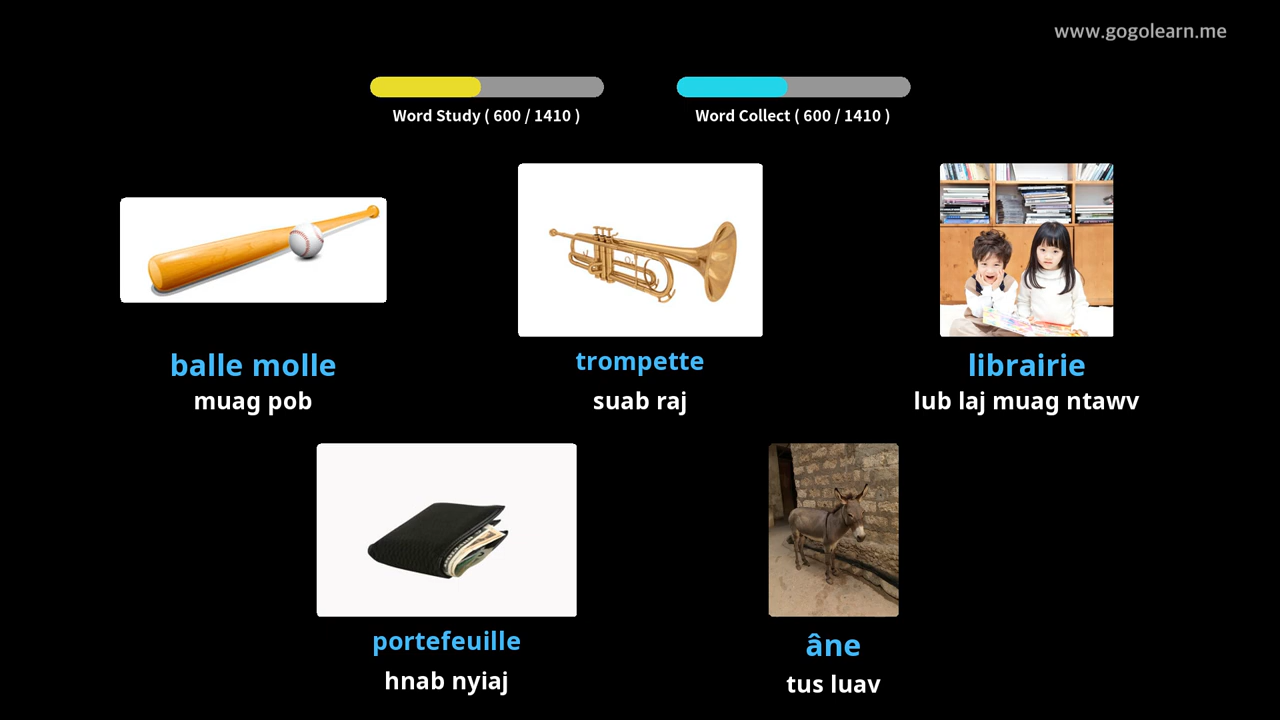 www.gogolearn.me
Word Study ( 600 / 1410 )
Word Collect ( 600 / 1410 )
balle molle
muag pob
trompette
suab raj
librairie
lub laj muag ntawv
portefeuille
hnab nyiaj
âne
tus luav